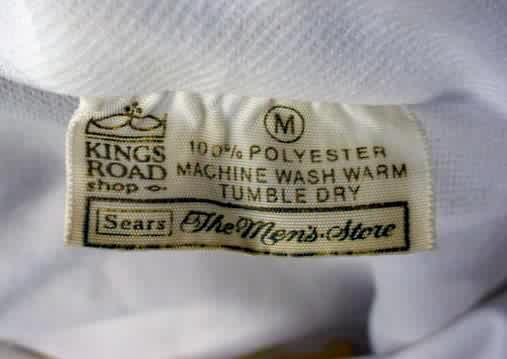 KINGS
ROAD
shop
M
100% POLYESTER
MACHINE WASH WARM
TUMBLE DRY
Sears The Men's Store